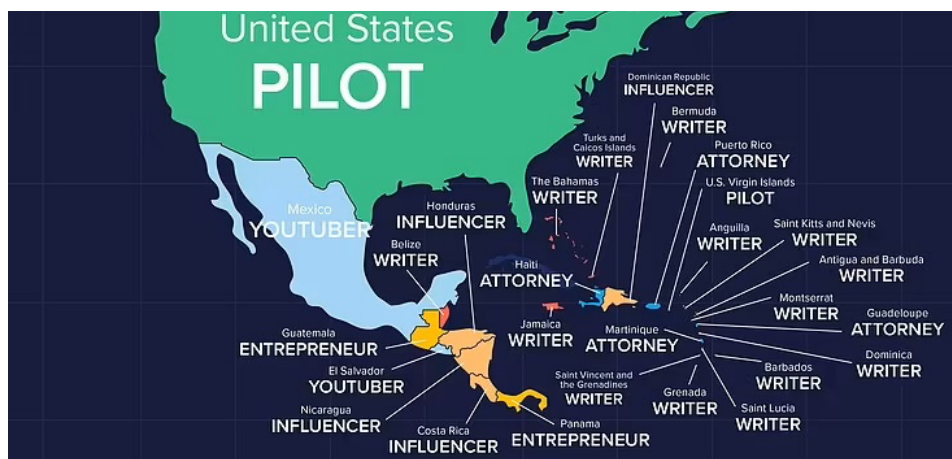 United States
PILOT
Dominican Republic
INFLUENCER
Bermuda
WRITER
Turks and
Caicos Islands
WRITER
Puerto Rico
ATTORNEY
The Bahamas
WRITER
U.S. Virgin Islands
PILOT
Mexico
YOUTUBER
Honduras
INFLUENCER
Belize
WRITER
Haiti
ATTORNEY
Anguilla
WRITER
Saint Kitts and Nevis
WRITER
Antigua and Barbuda
WRITER
Montserrat
WRITER
Guadeloupe
ATTORNEY
Guatemala
ENTREPRENEUR
Jamaica
WRITER
Martinique
ATTORNEY
Dominica
WRITER
El Salvador
YOUTUBER
Saint Vincent and
the Grenadines
WRITER
Barbados
WRITER
Nicaragua
INFLUENCER
Grenada
WRITER
Saint Lucia
WRITER
Costa Rica
INFLUENCER
Panama
ENTREPRENEUR